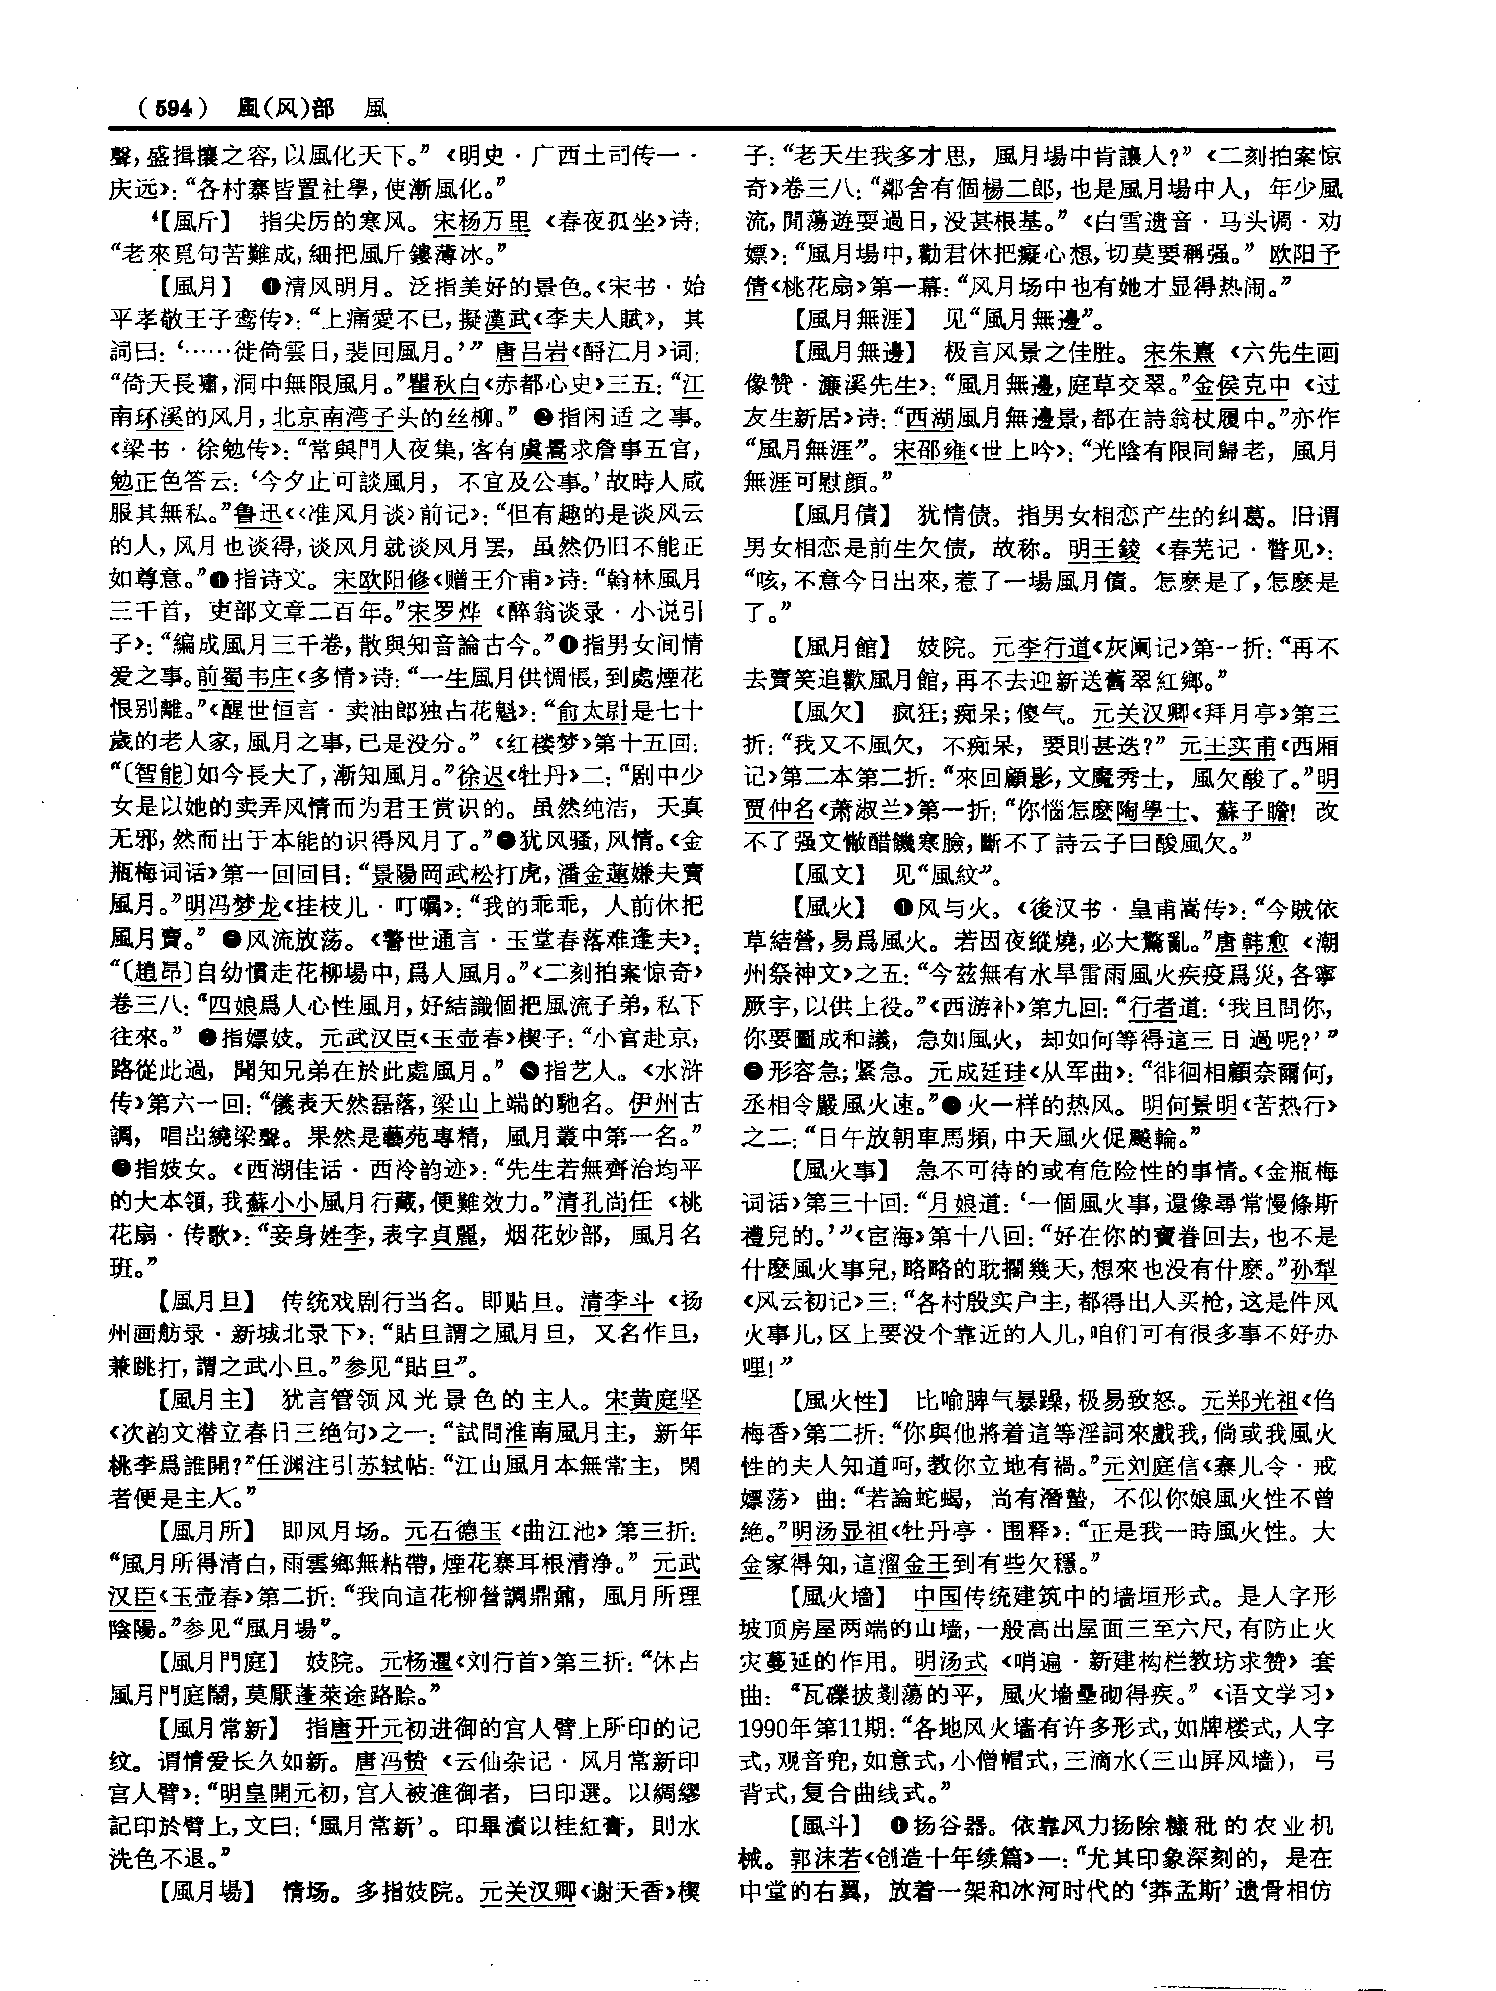 （594） 風(风)部 風
聲，盛揖攘之容，以風化天下。”《明史·广西土司传一·
庆远》：“各村寨皆置社學，使漸風化。”
【風斤】 指尖厉的寒风。宋杨万里《春夜孤坐》诗：
“老來覓句苦難成，細把風斤鏤薄冰。”
【風月】 ❶清风明月。泛指美好的景色。《宋书·始
平孝敬王子鸾传》：“上痛愛不已，擬漢武《李夫人賦》，其
詞曰：‘……徙倚雲日，裴回風月。’”唐吕岩《酹江月》词：
“倚天長嘯，洞中無限風月。”瞿秋白《赤都心史》三五：“江
南环溪的风月，北京南湾子头的丝柳。”❷指闲适之事。
《梁书·徐勉传》：“常與門人夜集，客有虞暠求詹事五官，
勉正色答云：‘今夕止可談風月，不宜及公事。’故時人咸
服其無私。”鲁迅《〈准风月谈〉前记》：“但有趣的是谈风云
的人，风月也谈得，谈风月就谈风月罢，虽然仍旧不能正
如尊意。”❸指诗文。宋欧阳修《赠王介甫》诗：“翰林風月
三千首，吏部文章二百年。”宋罗烨《醉翁谈录·小说引
子》：“編成風月三千卷，散與知音論古今。”❹指男女间情
爱之事。前蜀韦庄《多情》诗：“一生風月供惆悵，到處煙花
恨别離。”《醒世恒言·卖油郎独占花魁》：“俞太尉是七十
歲的老人家，風月之事，已是没分。”《红楼梦》第十五回：
“〔智能〕如今長大了，漸知風月。”徐迟《牡丹》二：“剧中少
女是以她的卖弄风情而为君王赏识的。虽然纯洁，天真
无邪，然而出于本能的识得风月了。”❺犹风骚，风情。《金
瓶梅词话》第一回回目：“景陽岡武松打虎，潘金蓮嫌夫賣
風月。”明冯梦龙《挂枝儿·叮嘱》：“我的乖乖，人前休把
風月賣。”❻风流放荡。《警世通言·玉堂春落难逢夫》：
“〔趙昂〕自幼慣走花柳場中，爲人風月。”《二刻拍案惊奇》
卷三八：“四娘爲人心性風月，好結識個把風流子弟，私下
往來。”❼指嫖妓。元武汉臣《玉壶春》楔子：“小官赴京，
路從此過，聞知兄弟在於此處風月。”❽指艺人。《水浒
传》第六一回：“儀表天然磊落，梁山上端的馳名。伊州古
調，唱出繞梁聲。果然是藝苑專精，風月叢中第一名。”
❾指妓女。《西湖佳话·西泠韵迹》：“先生若無齊治均平
的大本領，我蘇小小風月行藏，便難效力。”清孔尚任《桃
花扇·传歌》：“妾身姓李，表字貞麗，烟花妙部，風月名
班。”
【風月旦】 传统戏剧行当名。即贴旦。清李斗《扬
州画舫录·新城北录下》：“貼旦謂之風月旦，又名作旦，
兼跳打，謂之武小旦。”参见“貼旦”。
【風月主】 犹言管领风光景色的主人。宋黄庭坚
《次韵文潜立春日三绝句》之一：“試問淮南風月主，新年
桃李爲誰開？”任渊注引苏轼帖：“江山風月本無常主，閑
者便是主人。”
【風月所】 即风月场。元石德玉《曲江池》第三折：
“風月所得清白，雨雲鄉無粘帶，煙花寨耳根清净。”元武
汉臣《玉壶春》第二折：“我向這花柳營調鼎鼐，風月所理
陰陽。”参见“風月場”。
【風月門庭】 妓院。元杨暹《刘行首》第三折：“休占
風月門庭鬧，莫厭蓬萊途路賒。”
【風月常新】 指唐开元初进御的宫人臂上所印的记
纹。谓情爱长久如新。唐冯贽《云仙杂记·风月常新印
宫人臂》：“明皇開元初，宫人被進御者，曰印選。以綢繆
記印於臂上，文曰：‘風月常新’。印畢漬以桂紅膏，則水
洗色不退。”
【風月場】 情场。多指妓院。元关汉卿《谢天香》楔
子：“老天生我多才思，風月場中肯讓人？”《二刻拍案惊
奇》卷三八：“鄰舍有個楊二郎，也是風月場中人，年少風
流，閒蕩遊耍過日，没甚根基。”《白雪遗音·马头调·劝
嫖》：“風月場中，勸君休把癡心想，切莫要稱强。”欧阳予
倩《桃花扇》第一幕：“风月场中也有她才显得热闹。”
【風月無涯】 见“風月無邊”。
【風月無邊】 极言风景之佳胜。宋朱熹《六先生画
像赞·濂溪先生》：“風月無邊，庭草交翠。”金侯克中《过
友生新居》诗：“西湖風月無邊景，都在詩翁杖履中。”亦作
“風月無涯”。宋邵雍《世上吟》：“光陰有限同歸老，風月
無涯可慰顔。”
【風月債】 犹情债。指男女相恋产生的纠葛。旧谓
男女相恋是前生欠债，故称。明王錂《春芜记·瞥见》：
“咳，不意今日出來，惹了一場風月債。怎麽是了，怎麽是
了。”
【風月館】 妓院。元李行道《灰阑记》第一折：“再不
去賣笑追歡風月館，再不去迎新送舊翠紅鄉。”
【風欠】 疯狂；痴呆；傻气。元关汉卿《拜月亭》第三
折：“我又不風欠，不痴呆，要則甚迭？”元王实甫《西厢
记》第二本第二折：“來回顧影，文魔秀士，風欠酸丁。”明
贾仲名《萧淑兰》第一折：“你惱怎麽陶學士、蘇子瞻！改
不了强文㦢醋饑寒臉，斷不了詩云子曰酸風欠。”
【風文】 见“風紋”。
【風火】 ❶风与火。《後汉书·皇甫嵩传》：“今賊依
草結營，易爲風火。若因夜縱燒，必大驚亂。”唐韩愈《潮
州祭神文》之五：“今兹無有水旱雷雨風火疾疫爲災，各寧
厥宇，以供上役。”《西游补》第九回：“行者道：‘我且問你，
你要圖成和議，急如風火，却如何等得這三日過呢？’”
❷形容急；紧急。元成廷珪《从军曲》：“徘徊相顧奈爾何，
丞相令嚴風火速。”❸火一样的热风。明何景明《苦热行》
之二：“日午放朝車馬頻，中天風火促飈輪。”
【風火事】 急不可待的或有危险性的事情。《金瓶梅
词话》第三十回：“月娘道：‘一個風火事，還像尋常慢條斯
禮兒的。’”《宦海》第十八回：“好在你的寶眷回去，也不是
什麽風火事兒，略略的耽擱幾天，想來也没有什麽。”孙犁
《风云初记》三：“各村殷实户主，都得出人买枪，这是件风
火事儿，区上要没个靠近的人儿，咱们可有很多事不好办
哩！”
【風火性】 比喻脾气暴躁，极易致怒。元郑光祖《㑇
梅香》第二折：“你與他將着這等淫詞來戲我，倘或我風火
性的夫人知道呵，教你立地有禍。”元刘庭信《寨儿令·戒
嫖荡》曲：“若論蛇蝎，尚有潛蟄，不似你娘風火性不曾
絶。”明汤显祖《牡丹亭·围释》：“正是我一時風火性。大
金家得知，這溜金王到有些欠穩。”
【風火墙】 中国传统建筑中的墙垣形式。是人字形
坡顶房屋两端的山墙，一般高出屋面三至六尺，有防止火
灾蔓延的作用。明汤式《哨遍·新建构栏教坊求赞》套
曲：“瓦礫披剗蕩的平，風火墙壘砌得疾。”《语文学习》
1990年第11期：“各地风火墙有许多形式，如牌楼式，人字
式，观音兜，如意式，小僧帽式，三滴水（三山屏风墙），弓
背式，复合曲线式。”
【風斗】 ❶扬谷器。依靠风力扬除糠秕的农业机
械。郭沫若《创造十年续篇》一：“尤其印象深刻的，是在
中堂的右翼，放着一架和冰河时代的‘莽孟斯’遗骨相仿